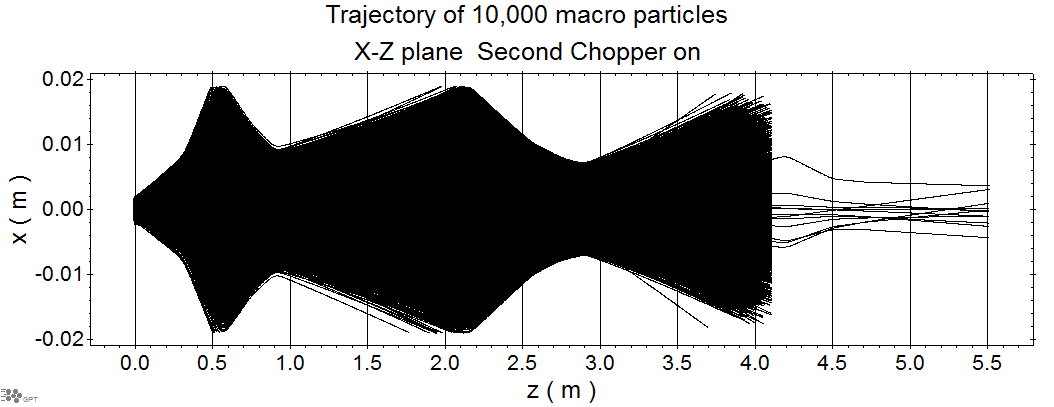 Trajectory of 10,000 macro particles
X-Z plane  Second Chopper on
0.02
0.01
0.00
-0.01
-0.02
x ( m )
0.0 0.5 1.0 1.5 2.0 2.5 3.0 3.5 4.0 4.5 5.0 5.5
z ( m )
GPT